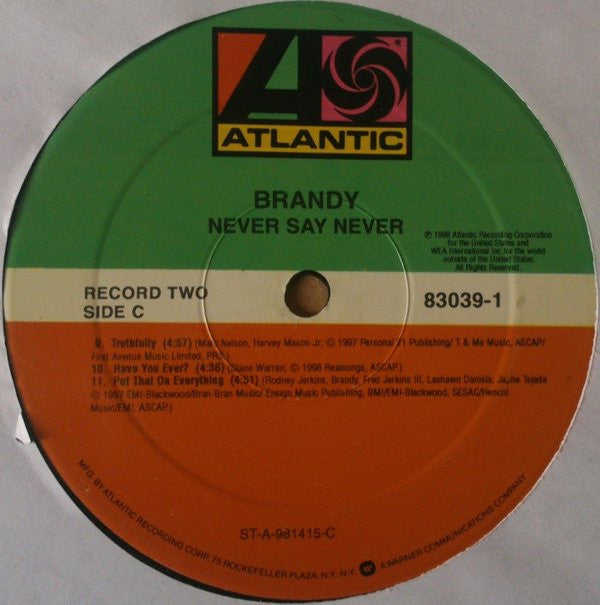 ATLANTIC
BRANDY
NEVER SAY NEVER
℗ 1998 Atlantic Recording Corporation
for the United States and
WEA International Inc for the world
outside of the United States.
All Rights Reserved.
RECORD TWO
SIDE C
83039-1
9. Truthfully (4:57) (Marc Nelson, Harvey Mason Jr; © 1997 Personal 21 Publishing/ T & Me Music, ASCAP/
First Avenue Music Limited, PRS.)
10. Have You Ever? (4:36) (Diane Warren; © 1998 Realsongs, ASCAP.)
11. Put That On Everything (4:51) (Rodney Jerkins, Brandy, Fred Jerkins III, Lashawn Daniels, Japhe Tejeda
© 1997 EMI-Blackwood/Bran-Bran Music/ Ensign Music Publishing, BMI/EMI-Blackwood, SESAC/Henchi
Music/EMI, ASCAP.)
ST-A-981415-C
MFG. BY ATLANTIC RECORDING CORP. 75 ROCKEFELLER PLAZA, N.Y., N.Y. A WARNER COMMUNICATIONS COMPANY